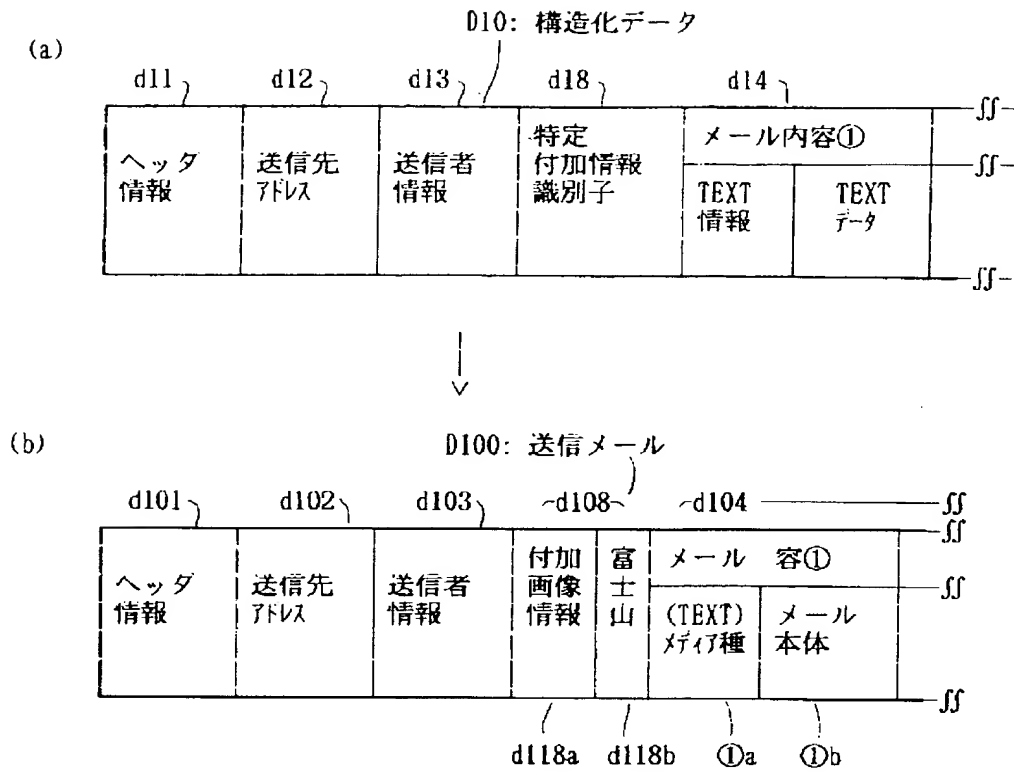 (a)
D10: 構造化データ
d11 d12 d13 d18 d14
ヘッダ
情報
送信先
アドレス
送信者
情報
特定
付加情報
識別子
メール内容①
TEXT
情報
TEXT
データ
(b)
D100: 送信メール
d101 d102 d103 d108 d104
ヘッダ
情報
送信先
アドレス
送信者
情報
付加
画像
情報
富士山
メール 容①
(TEXT)
メディア種
メール
本体
d118a d118b ①a ①b